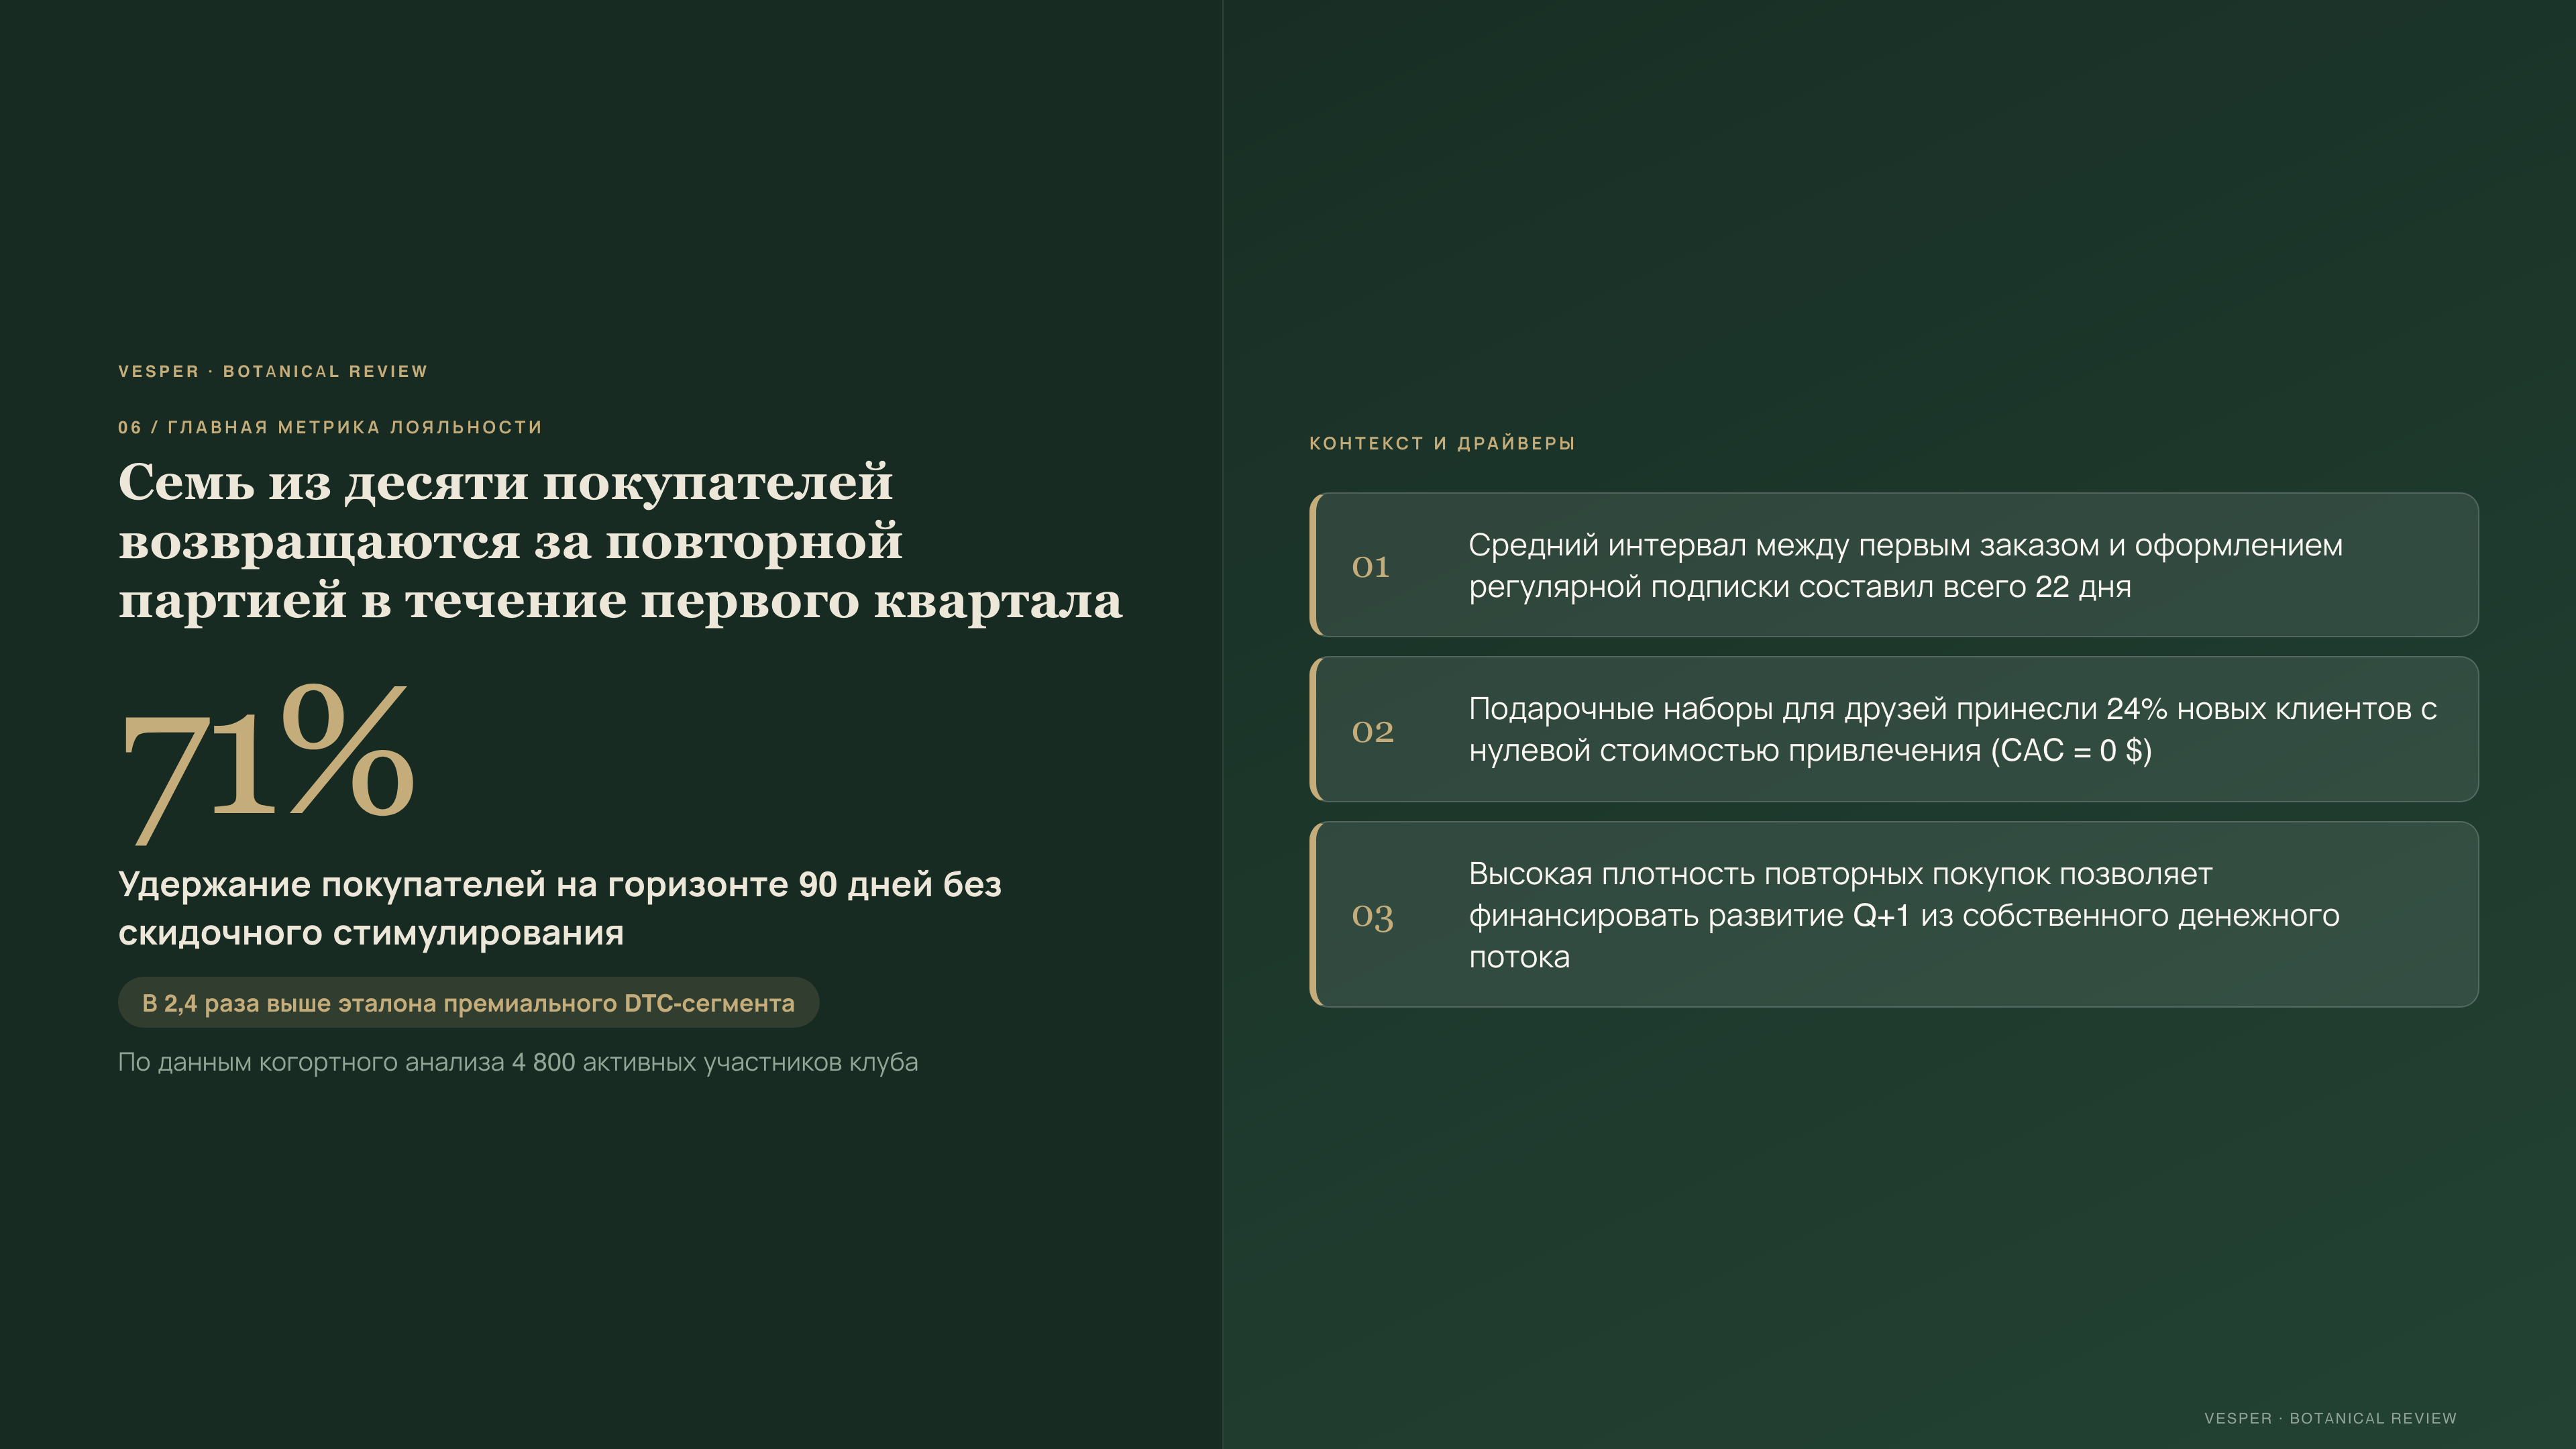 VESPER · BOTANICAL REVIEW
06 / ГЛАВНАЯ МЕТРИКА ЛОЯЛЬНОСТИ
Семь из десяти покупателей
возвращаются за повторной
партией в течение первого квартала
71%
Удержание покупателей на горизонте 90 дней без
скидочного стимулирования
В 2,4 раза выше эталона премиального DTC-сегмента
По данным когортного анализа 4 800 активных участников клуба
КОНТЕКСТ И ДРАЙВЕРЫ
01
Средний интервал между первым заказом и оформлением
регулярной подписки составил всего 22 дня
02
Подарочные наборы для друзей принесли 24% новых клиентов с
нулевой стоимостью привлечения (CAC = 0 $)
03
Высокая плотность повторных покупок позволяет
финансировать развитие Q+1 из собственного денежного
потока
VESPER · BOTANICAL REVIEW